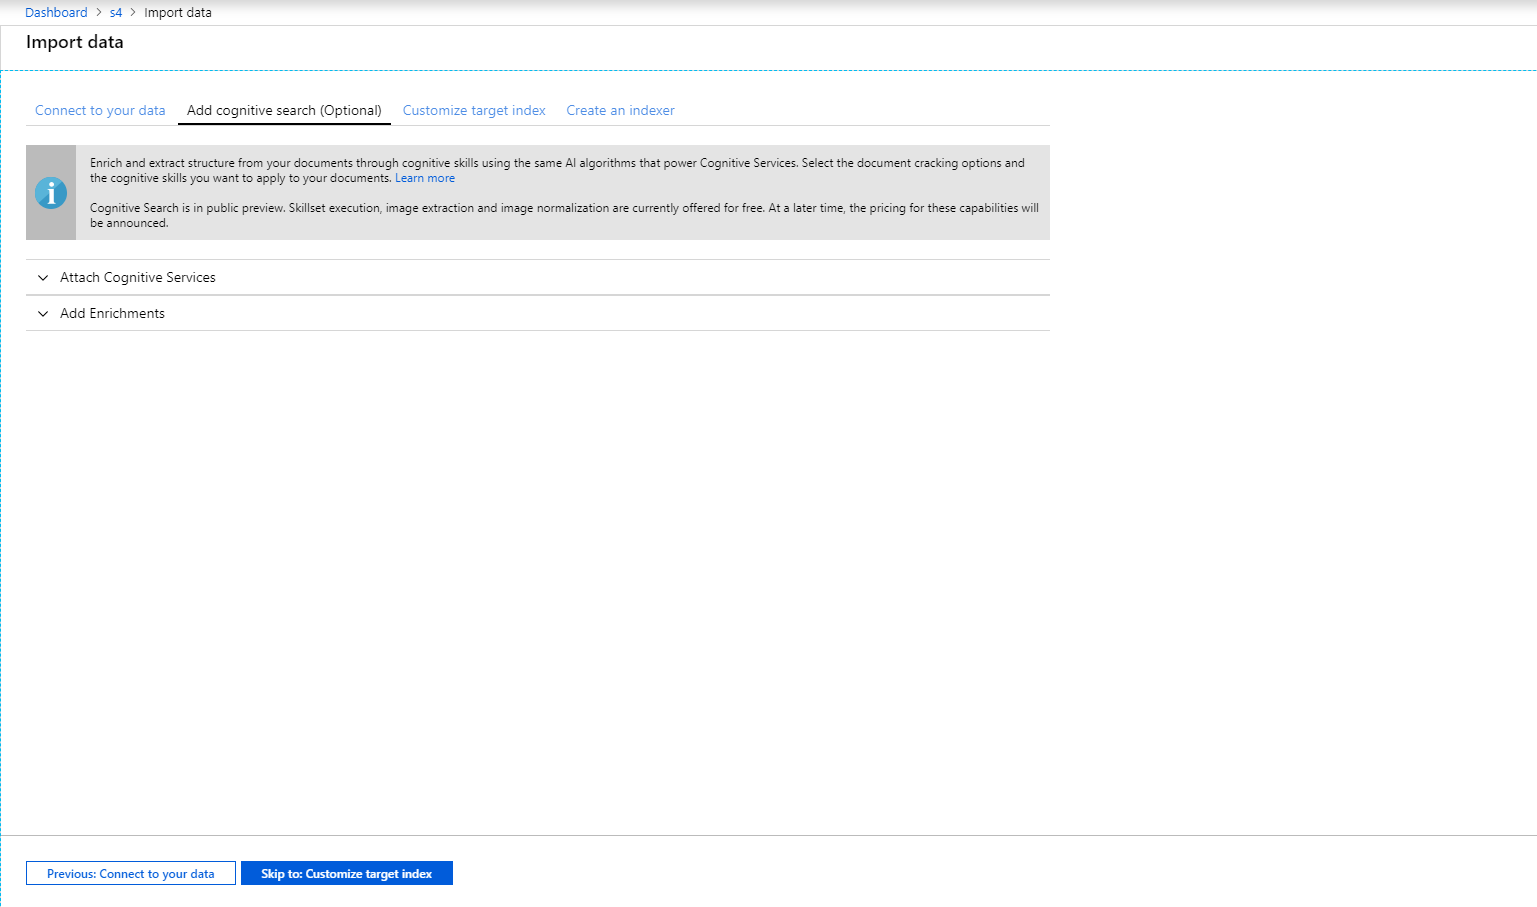 Dashboard > s4 > Import data
Import data
Connect to your data Add cognitive search (Optional) Customize target index Create an indexer
Enrich and extract structure from your documents through cognitive skills using the same AI algorithms that power Cognitive Services. Select the document cracking options and
the cognitive skills you want to apply to your documents. Learn more
Cognitive Search is in public preview. Skillset execution, image extraction and image normalization are currently offered for free. At a later time, the pricing for these capabilities will
be announced.
Attach Cognitive Services
Add Enrichments
Previous: Connect to your data Skip to: Customize target index